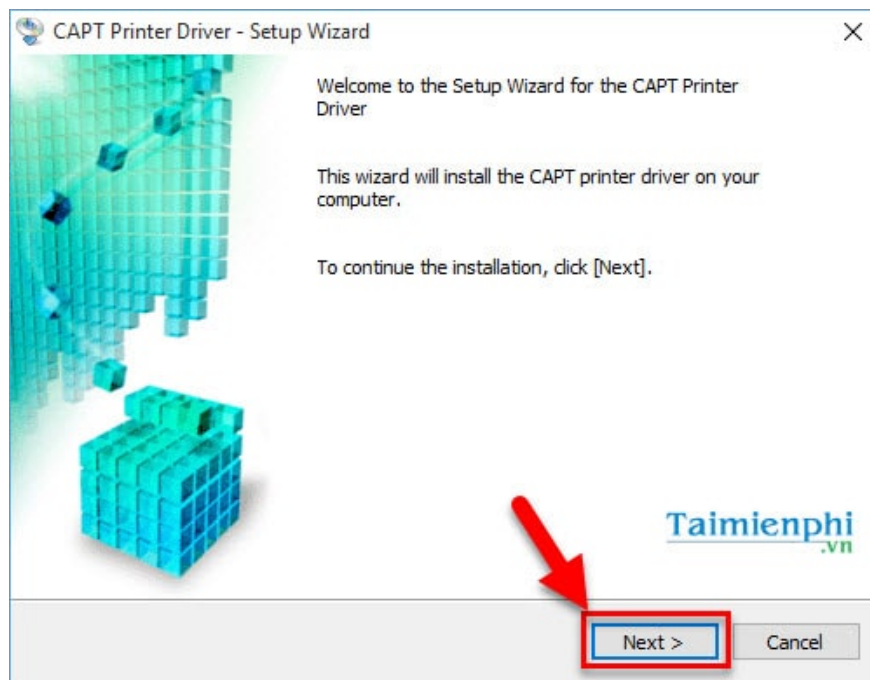 CAPT Printer Driver - Setup Wizard
Welcome to the Setup Wizard for the CAPT Printer
Driver
This wizard will install the CAPT printer driver on your
computer.
To continue the installation, click [Next].
Taimienphi
.vn
Next >
Cancel